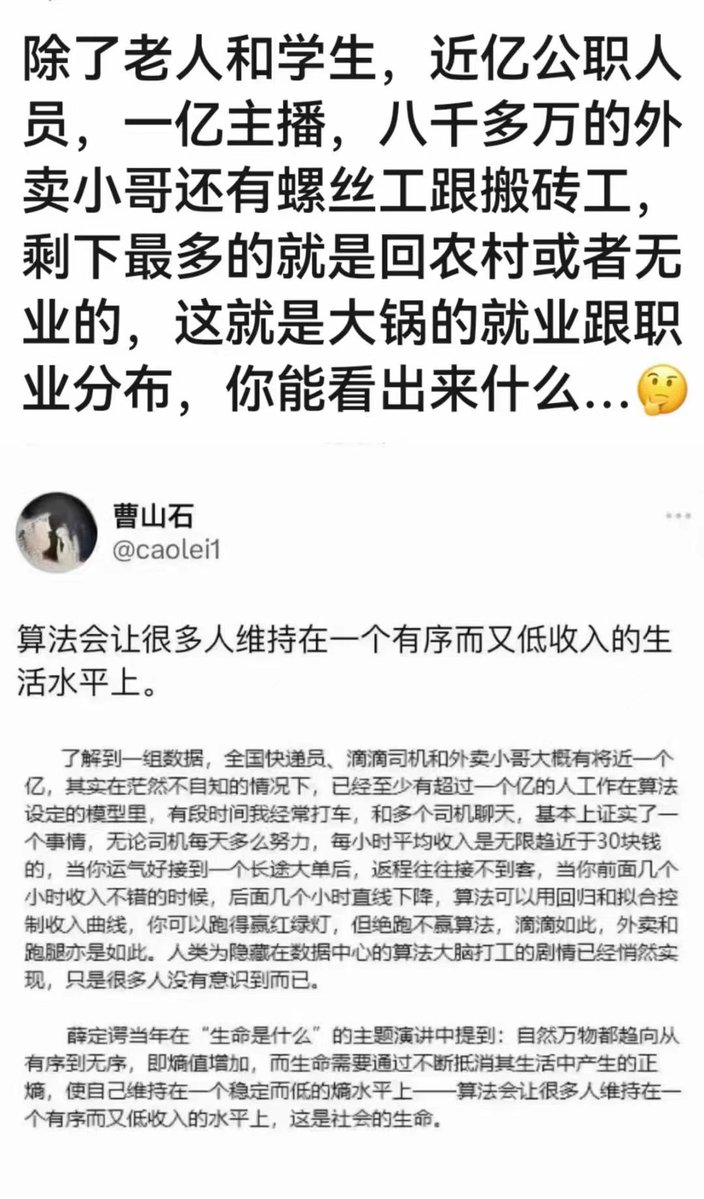 除了老人和学生，近亿公职人
员，一亿主播，八千多万的外
卖小哥还有螺丝工跟搬砖工，
剩下最多的就是回农村或者无
业的，这就是大锅的就业跟职
业分布，你能看出来什么...🤔
曹山石
@caolei1
算法会让很多人维持在一个有序而又低收入的生
活水平上。
了解到一组数据，全国快递员、滴滴司机和外卖小哥大概有将近一个
亿，其实在茫然不自知的情况下，已经至少有超过一个亿的人工作在算法
设定的模型里，有段时间我经常打车，和多个司机聊天，基本上证实了一
个事情，无论司机每天多么努力，每小时平均收入是无限趋近于30块钱
的，当你运气好接到一个长途大单后，返程往往接不到客，当你前面几个
小时收入不错的时候，后面几个小时直线下降，算法可以用回归和拟合控
制收入曲线，你可以跑得赢红绿灯，但绝跑不赢算法，滴滴如此，外卖和
跑腿亦是如此。人类为隐藏在数据中心的算法大脑打工的剧情已经悄然实
现，只是很多人没有意识到而已。
薛定谔当年在“生命是什么”的主题演讲中提到：自然万物都趋向从
有序到无序，即熵值增加，而生命需要通过不断抵消其生活中产生的正
熵，使自己维持在一个稳定而低的熵水平上——算法会让很多人维持在一
个有序而又低收入的水平上，这是社会的生命。